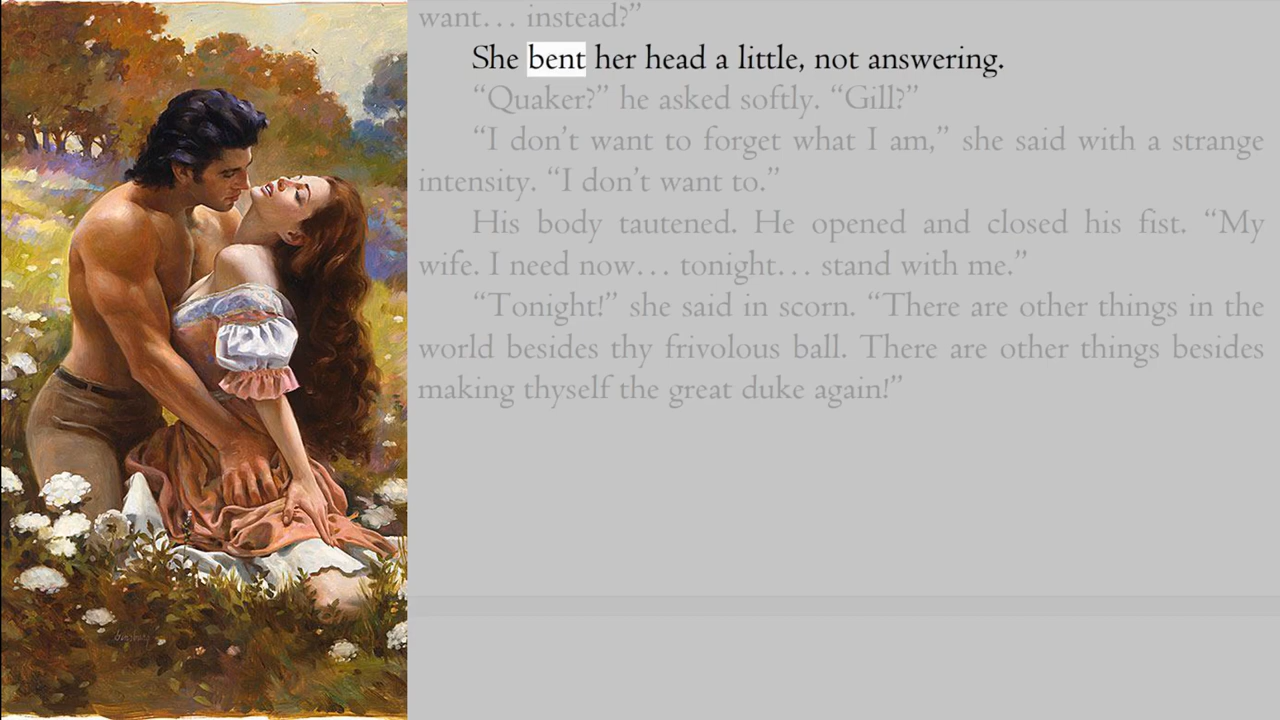 want… instead?”
She bent her head a little, not answering.
“Quaker?” he asked softly. “Gill?”
“I don’t want to forget what I am,” she said with a strange
intensity. “I don’t want to.”
His body tautened. He opened and closed his fist. “My
wife. I need now… tonight… stand with me.”
“Tonight!” she said in scorn. “There are other things in the
world besides thy frivolous ball. There are other things besides
making thyself the great duke again!”